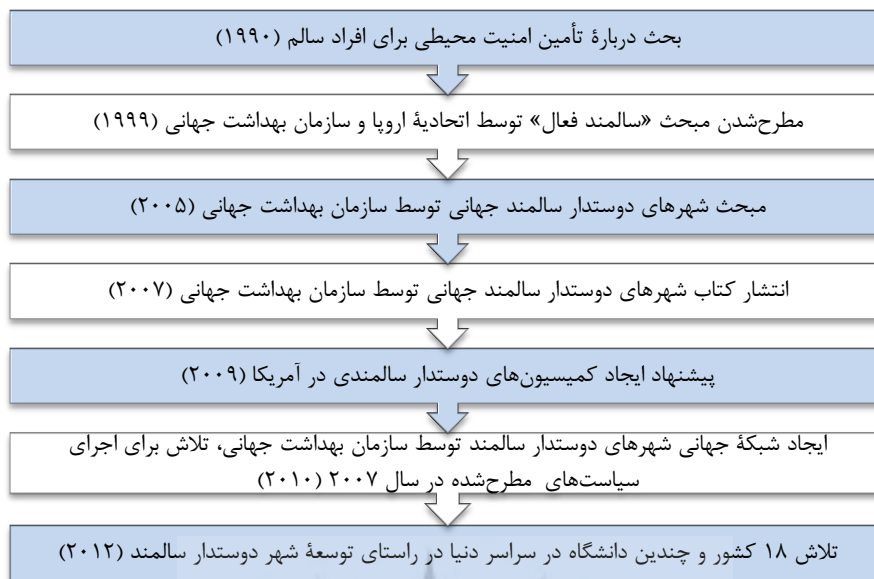 بحث دربارهٔ تأمین امنیت محیطی برای افراد سالم (۱۹۹۰)
مطرح‌شدن مبحث «سالمند فعال» توسط اتحادیهٔ اروپا و سازمان بهداشت جهانی (۱۹۹۹)
مبحث شهرهای دوستدار سالمند جهانی توسط سازمان بهداشت جهانی (۲۰۰۵)
انتشار کتاب شهرهای دوستدار سالمند جهانی توسط سازمان بهداشت جهانی (۲۰۰۷)
پیشنهاد ایجاد کمیسیون‌های دوستدار سالمندی در آمریکا (۲۰۰۹)
ایجاد شبکهٔ جهانی شهرهای دوستدار سالمند توسط سازمان بهداشت جهانی، تلاش برای اجرای
سیاست‌های مطرح‌شده در سال ۲۰۰۷ (۲۰۱۰)
تلاش ۱۸ کشور و چندین دانشگاه در سراسر دنیا در راستای توسعهٔ شهر دوستدار سالمند (۲۰۱۲)